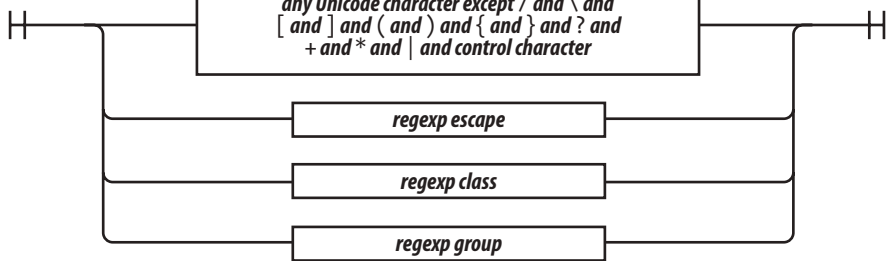 any Unicode character except / and \ and
[ and ] and ( and ) and { and } and ? and
+ and * and | and control character
regexp escape
regexp class
regexp group